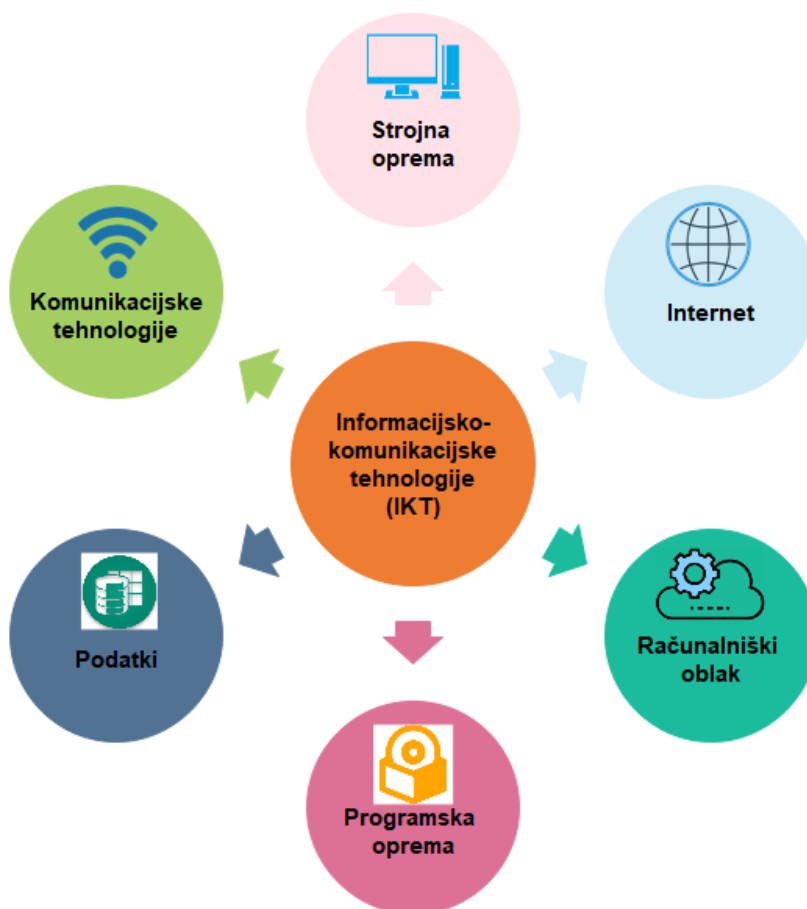 Strojna
oprema
Komunikacijske
tehnologije
Internet
Informacijsko-
komunikacijske
tehnologije
(IKT)
Podatki
Računalniški
oblak
Programska
oprema